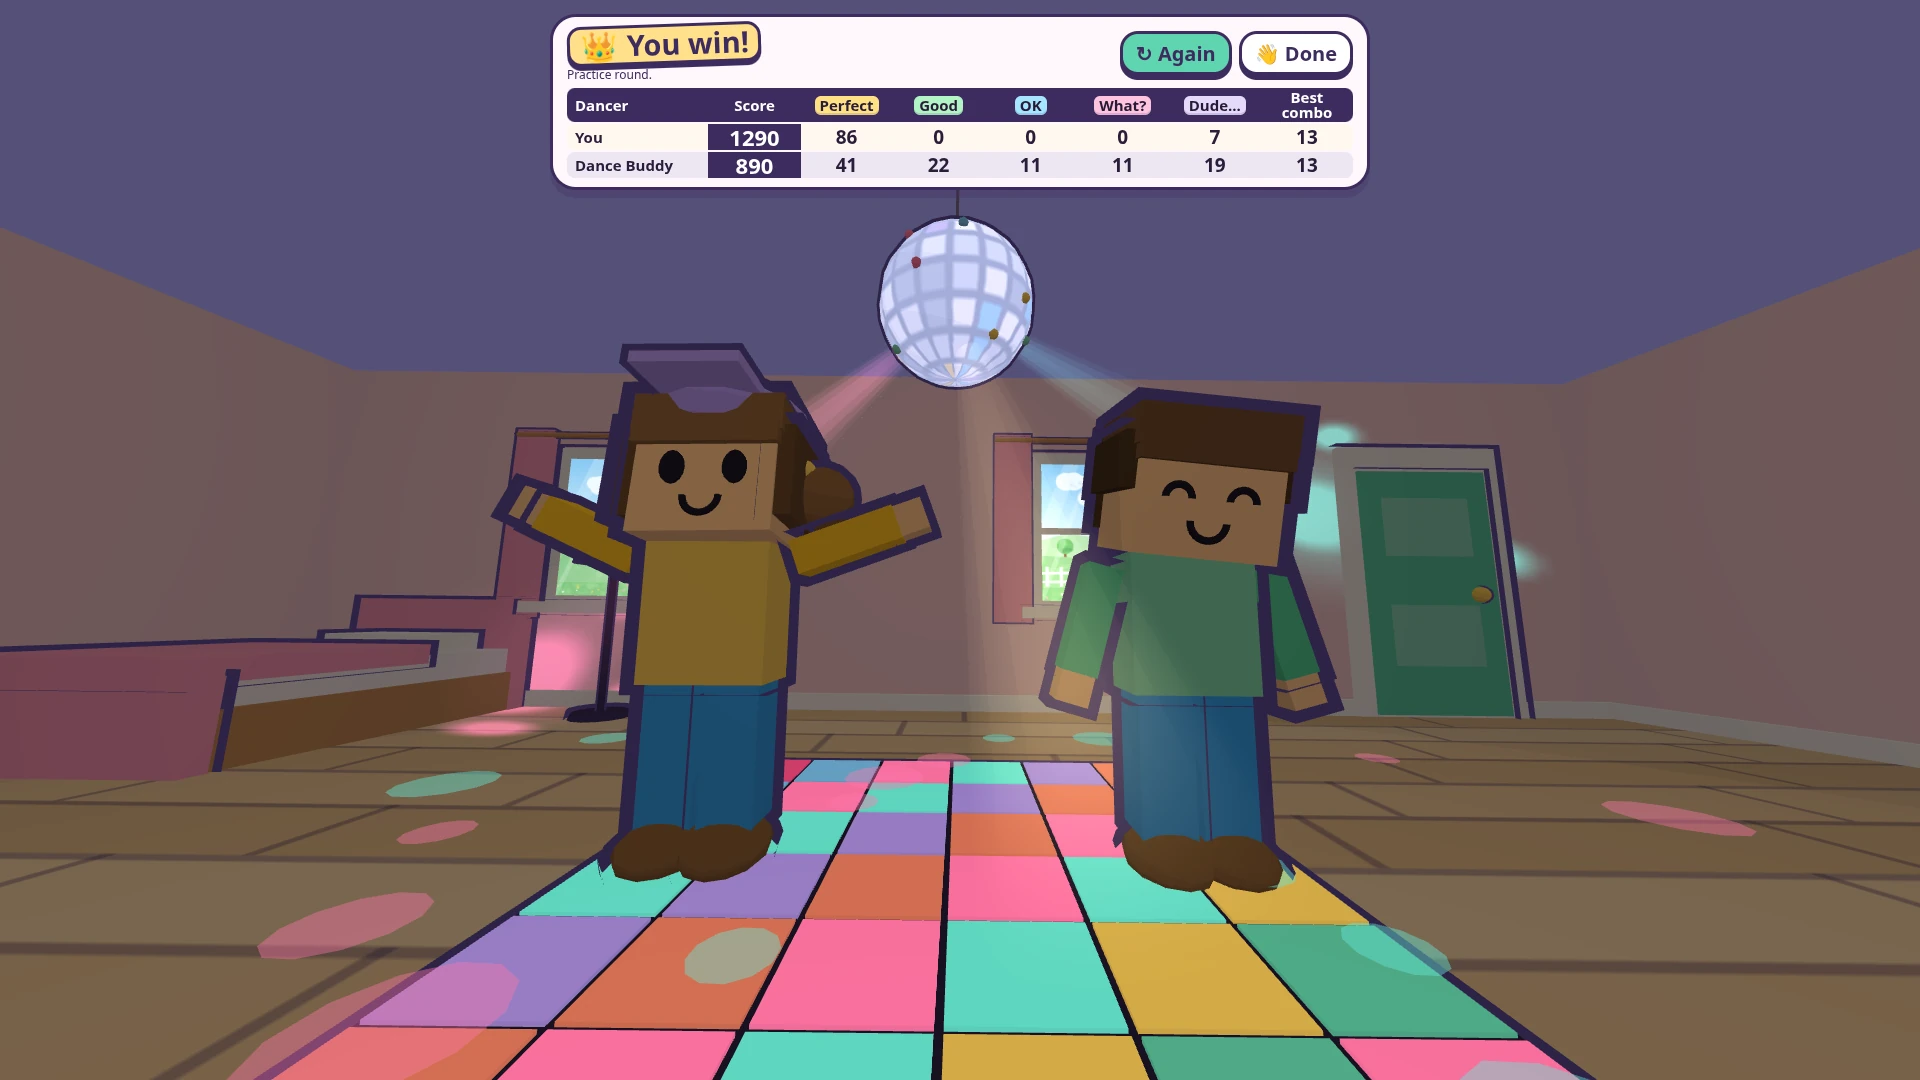 👑 You win!
Practice round.
↻ Again
👋 Done
Dancer Score Perfect Good OK What? Dude... Best combo
You 1290 86 0 0 0 7 13
Dance Buddy 890 41 22 11 11 19 13